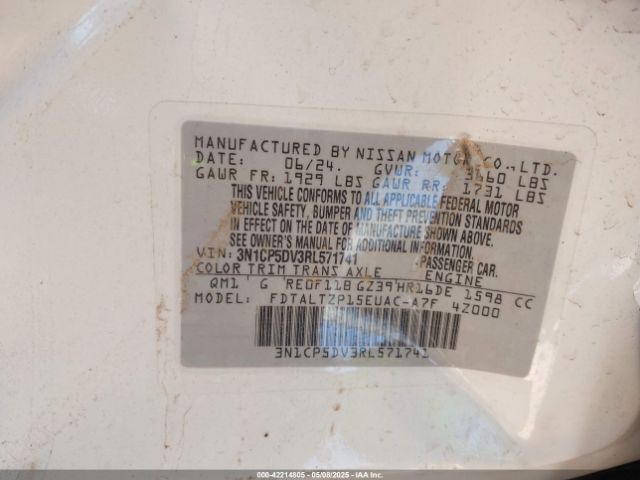 MANUFACTURED BY NISSAN MOTOR CO., LTD.
DATE: 06/24. GVWR: 3660 LBS
GAWR FR: 1929 LBS GAWR RR: 1731 LBS
THIS VEHICLE CONFORMS TO ALL APPLICABLE FEDERAL MOTOR
VEHICLE SAFETY, BUMPER AND THEFT PREVENTION STANDARDS
IN EFFECT ON THE DATE OF MANUFACTURE SHOWN ABOVE.
SEE OWNER'S MANUAL FOR ADDITIONAL INFORMATION.
VIN: 3N1CP5DV3RL571741 PASSENGER CAR.
COLOR TRIM TRANS AXLE ENGINE
QM1 G RE0F11B GZ39 HR16DE 1598 CC
MODEL: FDTALTZP15EUAC-A7F 4Z000
3N1CP5DV3RL571741
000-42214805 - 05/08/2025 - IAA Inc.